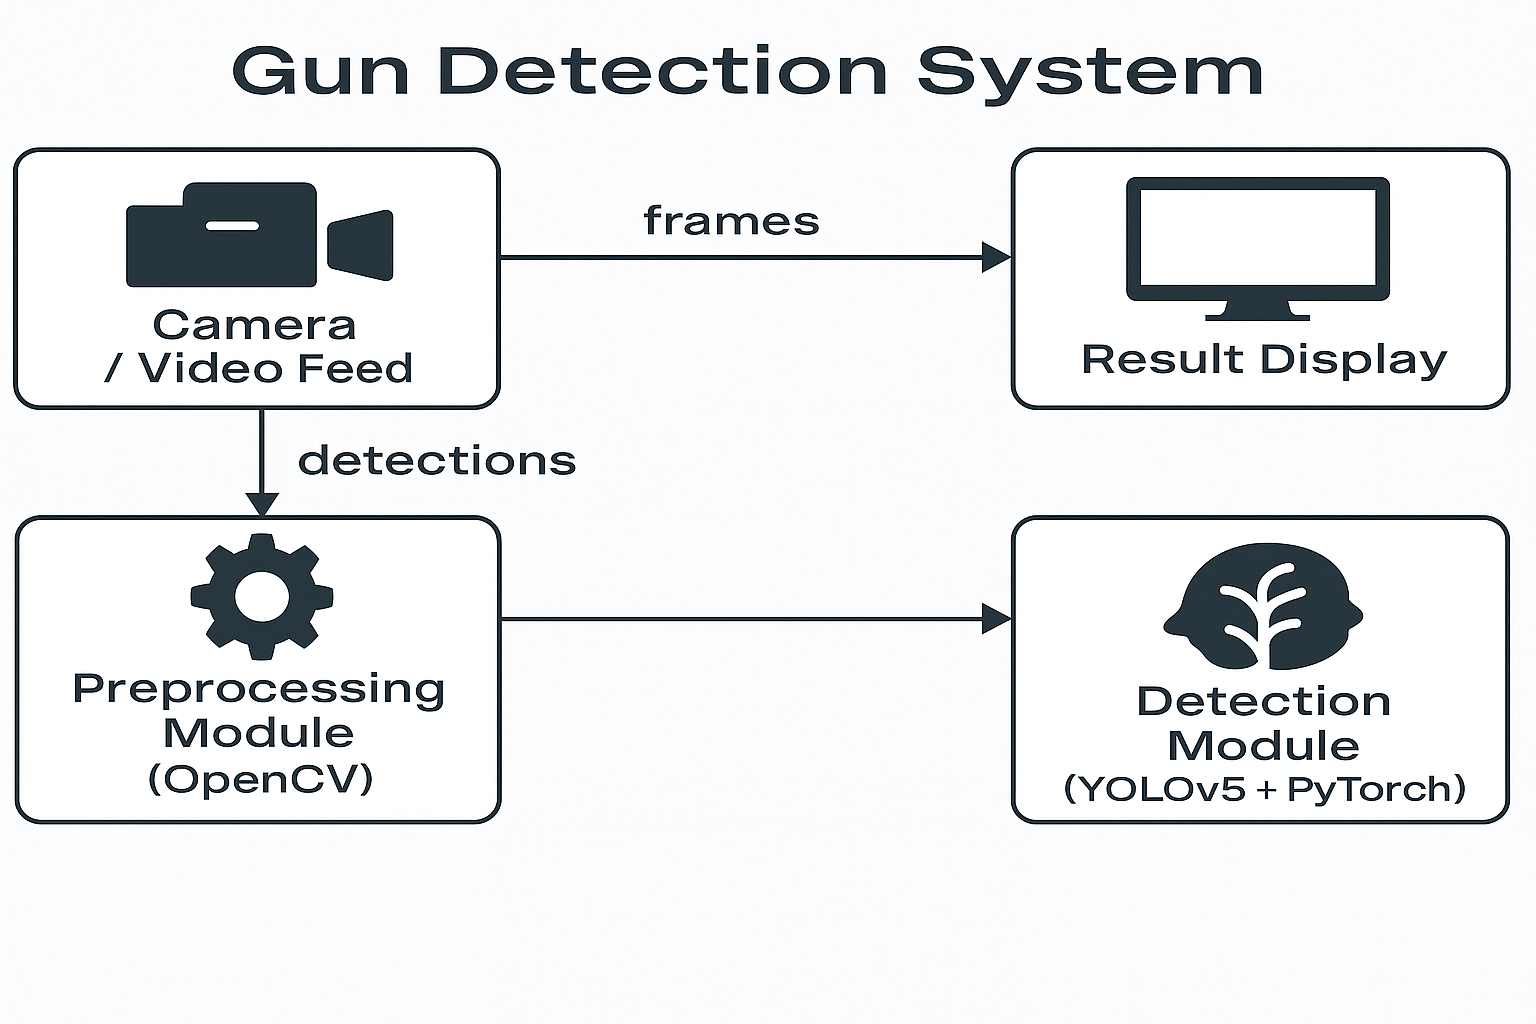 Gun Detection System
Camera
/ Video Feed
frames
Result Display
detections
Preprocessing
Module
(OpenCV)
Detection
Module
(YOLOv5 + PyTorch)